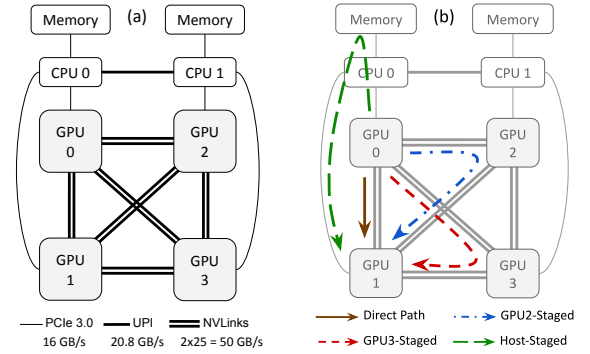 (a)
Memory
Memory
CPU 0
CPU 1
GPU
0
GPU
2
GPU
1
GPU
3
PCIe 3.0
UPI
NVLinks
16 GB/s
20.8 GB/s
2x25 = 50 GB/s
(b)
Memory
Memory
CPU 0
CPU 1
GPU
0
GPU
2
GPU
1
GPU
3
Direct Path
GPU2-Staged
GPU3-Staged
Host-Staged